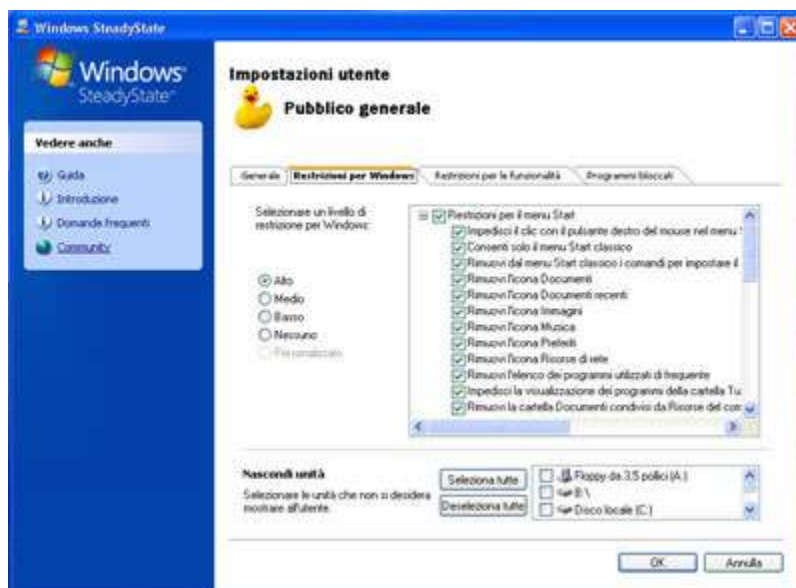 Windows SteadyState
Windows
SteadyState
Vedere anche
Guida
Introduzione
Domande frequenti
Community
Impostazioni utente
Pubblico generale
Generale
Restrizioni per Windows
Restrizioni per le funzionalità
Programmi bloccati
Selezionare un livello di
restrizione per Windows:
Alto
Medio
Basso
Nessuno
Personalizzato
Restrizioni per il menu Start
Impedisci il clic con il pulsante destro del mouse nel menu
Consenti solo il menu Start classico
Rimuovi dal menu Start classico i comandi per impostare il
Rimuovi l'icona Documenti
Rimuovi l'icona Documenti recenti
Rimuovi l'icona Immagini
Rimuovi l'icona Musica
Rimuovi l'icona Preferiti
Rimuovi l'icona Risorse di rete
Rimuovi l'elenco dei programmi utilizzati di frequente
Impedisci la visualizzazione dei programmi della cartella Tu
Rimuovi la cartella Documenti condivisi da Risorse del com
Nascondi unità
Selezionare le unità che non si desidera
mostrare all'utente.
Seleziona tutte
Deseleziona tutte
Floppy da 3,5 pollici (A:)
B:\
Disco locale (C:)
OK
Annulla